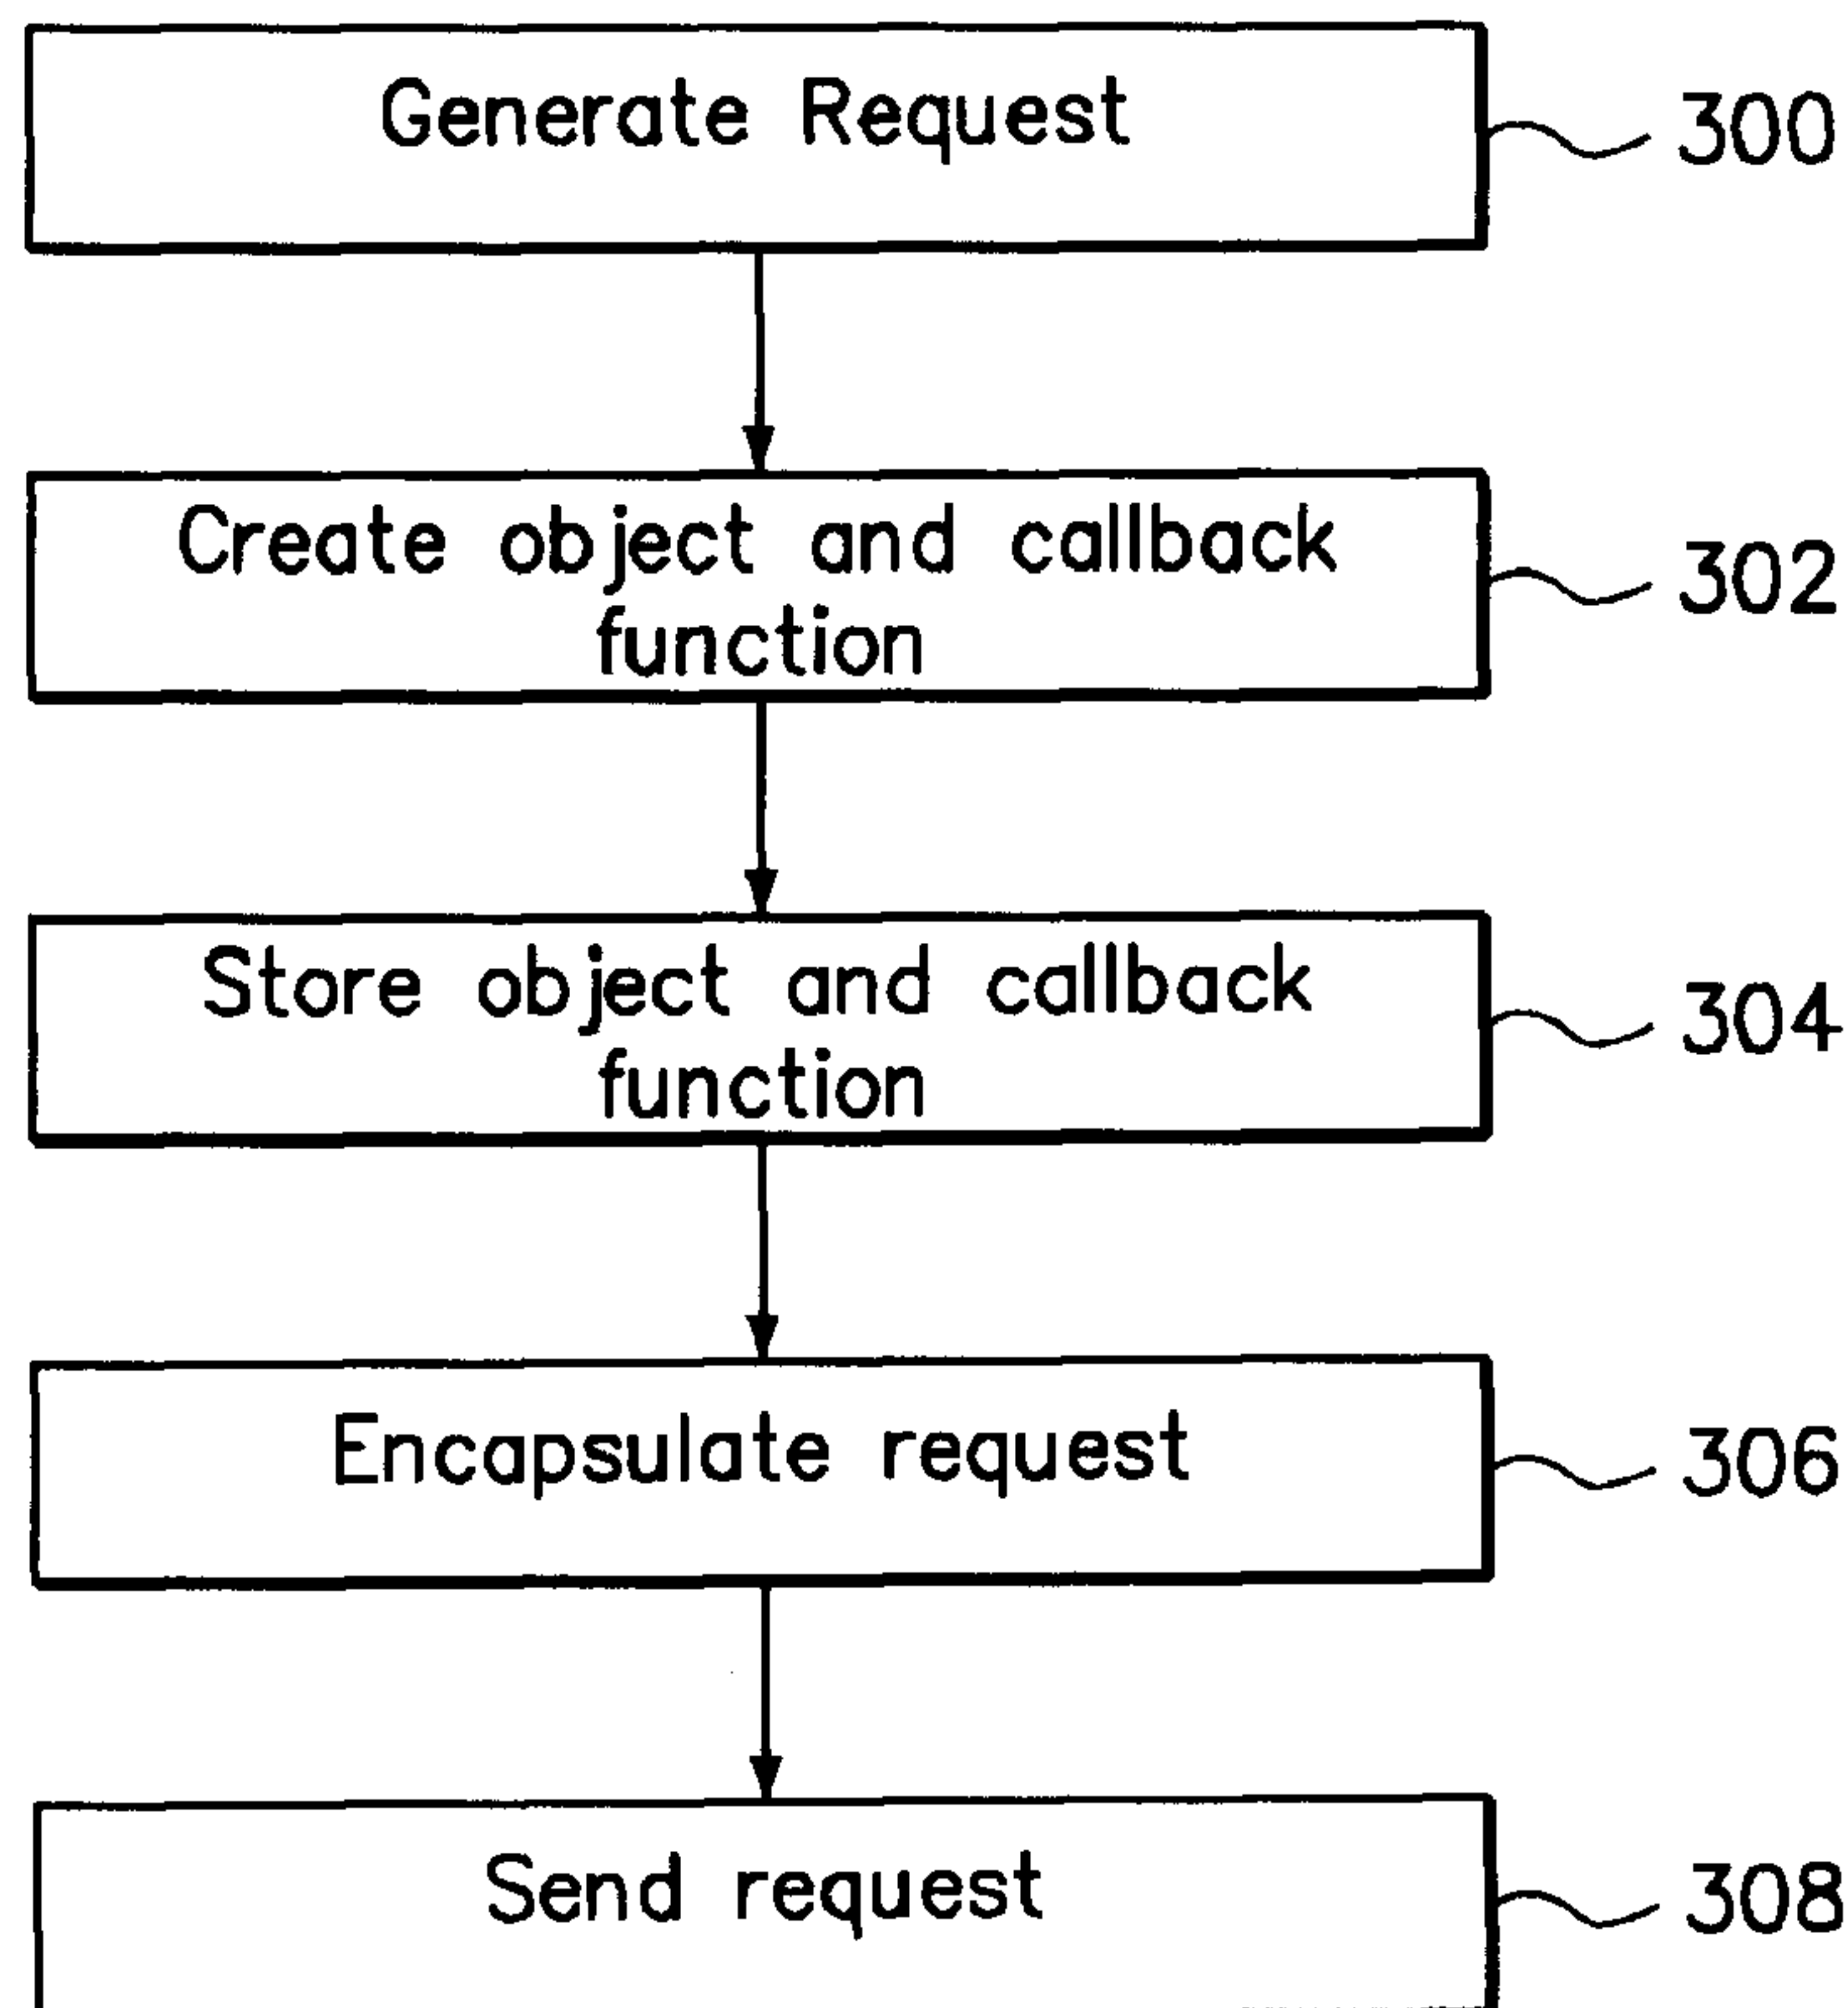 Generate Request
300
Create object and callback
function
302
Store object and callback
function
304
Encapsulate request
306
Send request
308